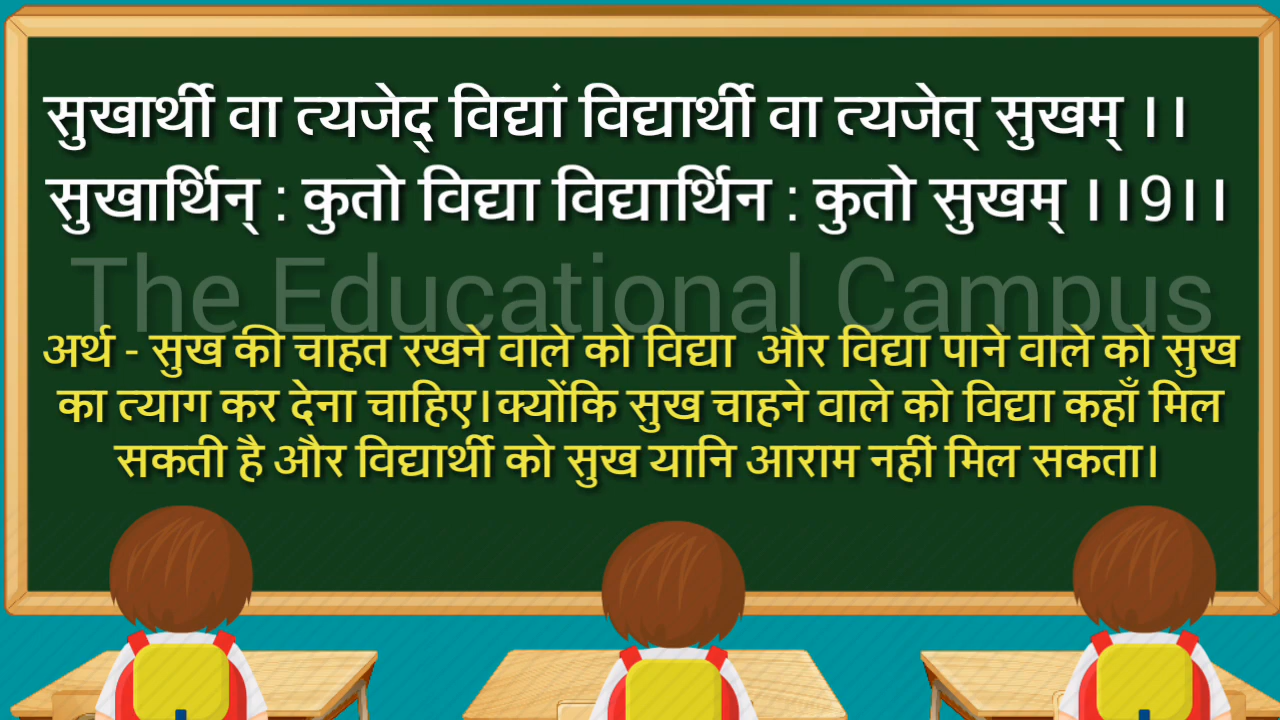 सुखार्थी वा त्यजेद् विद्यां विद्यार्थी वा त्यजेत् सुखम् ।।
सुखार्थिन् : कुतो विद्या विद्यार्थिन : कुतो सुखम् ।।9।।
The Educational Campus
अर्थ - सुख की चाहत रखने वाले को विद्या और विद्या पाने वाले को सुख
का त्याग कर देना चाहिए।क्योंकि सुख चाहने वाले को विद्या कहाँ मिल
सकती है और विद्यार्थी को सुख यानि आराम नहीं मिल सकता।